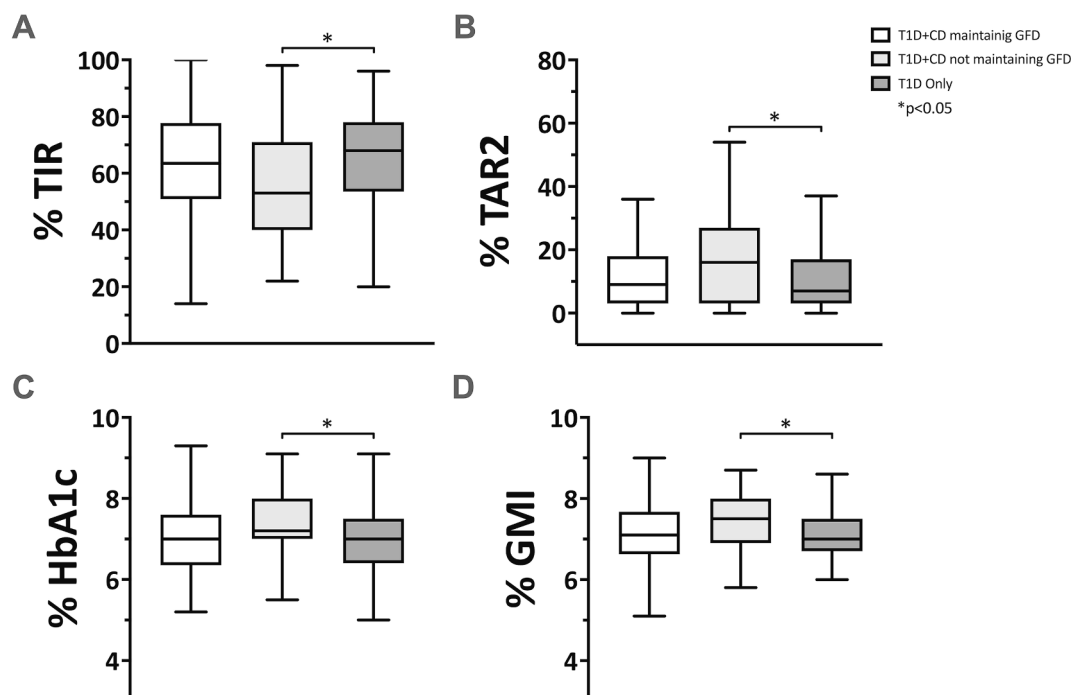 A
% TIR
100
80
60
40
20
0
*
B
% TAR2
80
60
40
20
0
*
T1D+CD maintainig GFD
T1D+CD not maintaining GFD
T1D Only
*p<0.05
C
% HbA1c
10
8
6
4
*
D
% GMI
10
8
6
4
*